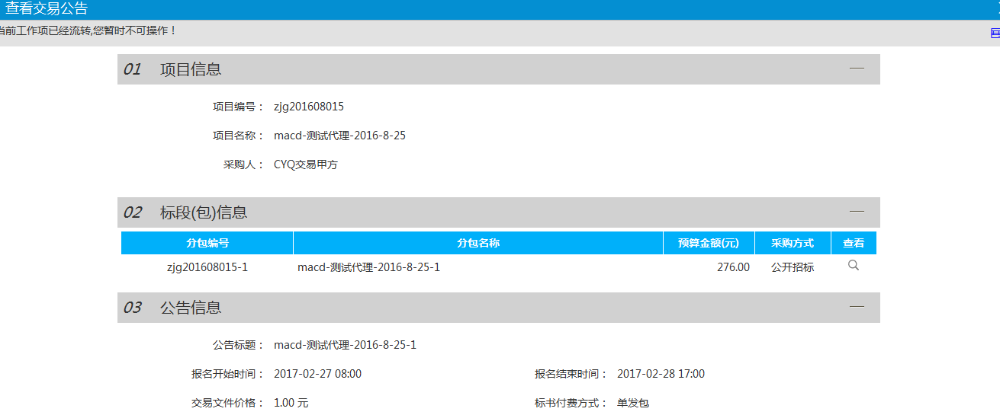 查看交易公告
当前工作项已经流转,您暂时不可操作！
01 项目信息
项目编号： zjg201608015
项目名称： macd-测试代理-2016-8-25
采购人： CYQ交易甲方
02 标段(包)信息
分包编号 分包名称 预算金额(元) 采购方式 查看
zjg201608015-1 macd-测试代理-2016-8-25-1 276.00 公开招标
03 公告信息
公告标题： macd-测试代理-2016-8-25-1
报名开始时间： 2017-02-27 08:00 报名结束时间： 2017-02-28 17:00
交易文件价格： 1.00 元 标书付费方式： 单发包